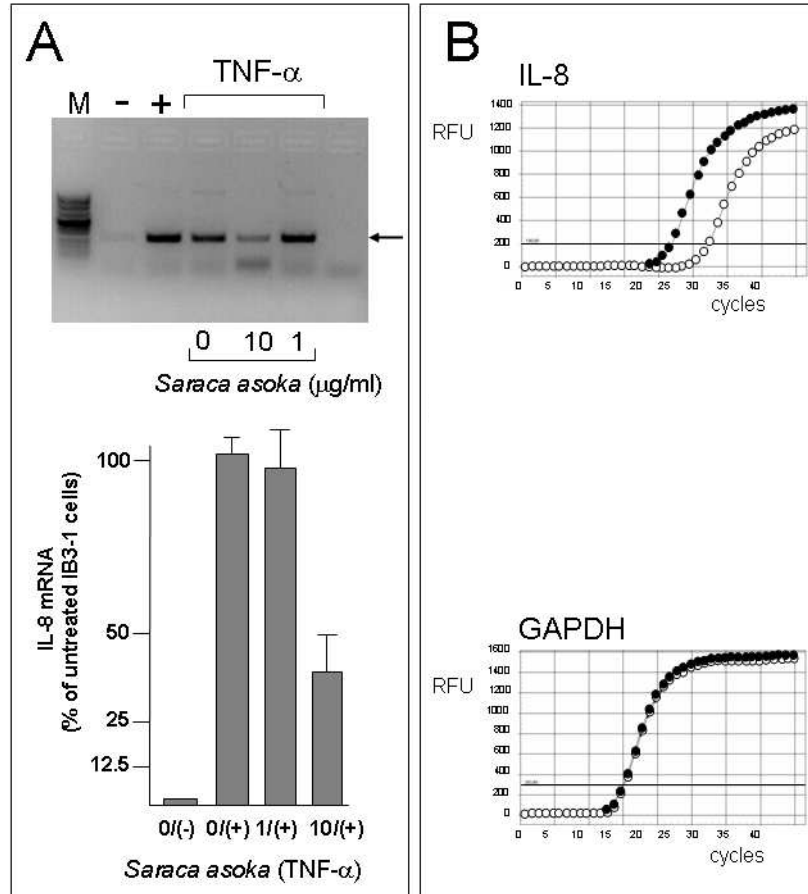 A
TNF-α
M - +
0 10 1
Saraca asoka (µg/ml)
IL-8 mRNA
(% of untreated IB3-1 cells)
100
50
25
12.5
0/(-) 0/(+) 1/(+) 10/(+)
Saraca asoka (TNF-α)
B
IL-8
RFU
1400
1200
1000
800
600
400
200
0
0 5 10 15 20 25 30 35 40
cycles
GAPDH
RFU
1600
1400
1200
1000
800
600
400
200
0
0 5 10 15 20 25 30 35 40
cycles